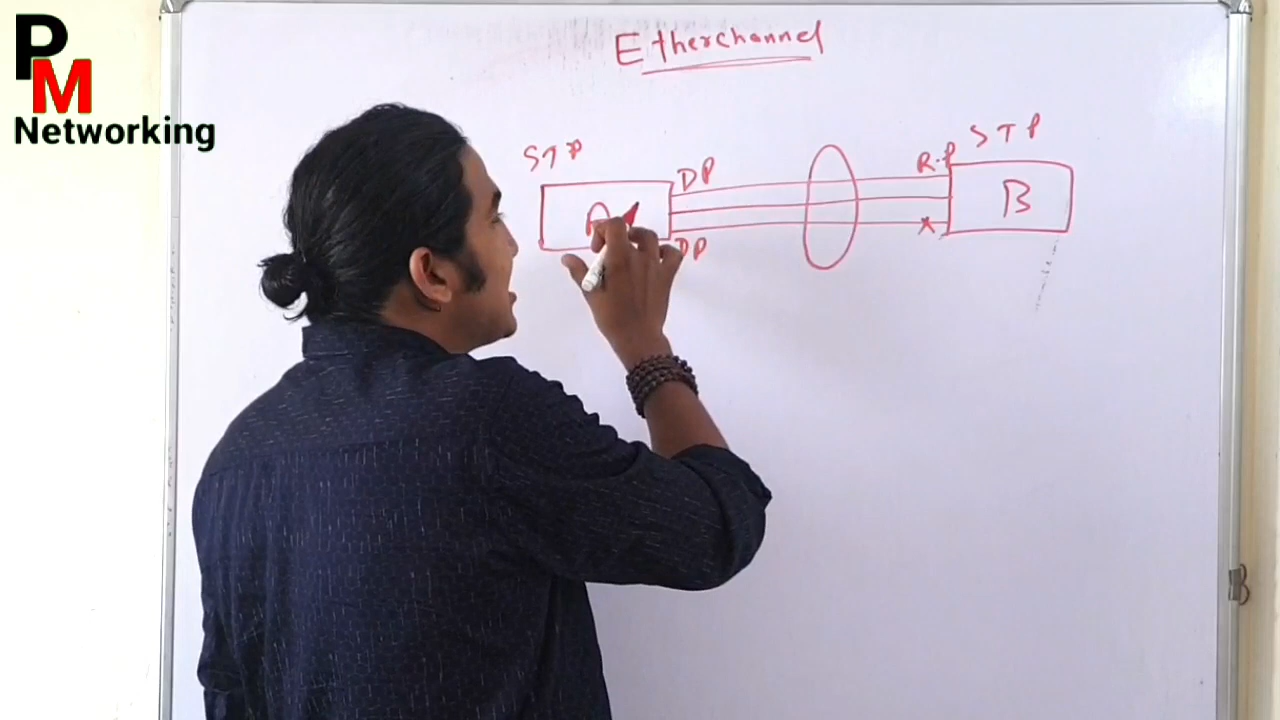 PM
Networking
Etherchannel
STP
STP
DP
R.P
A
B
X
DP